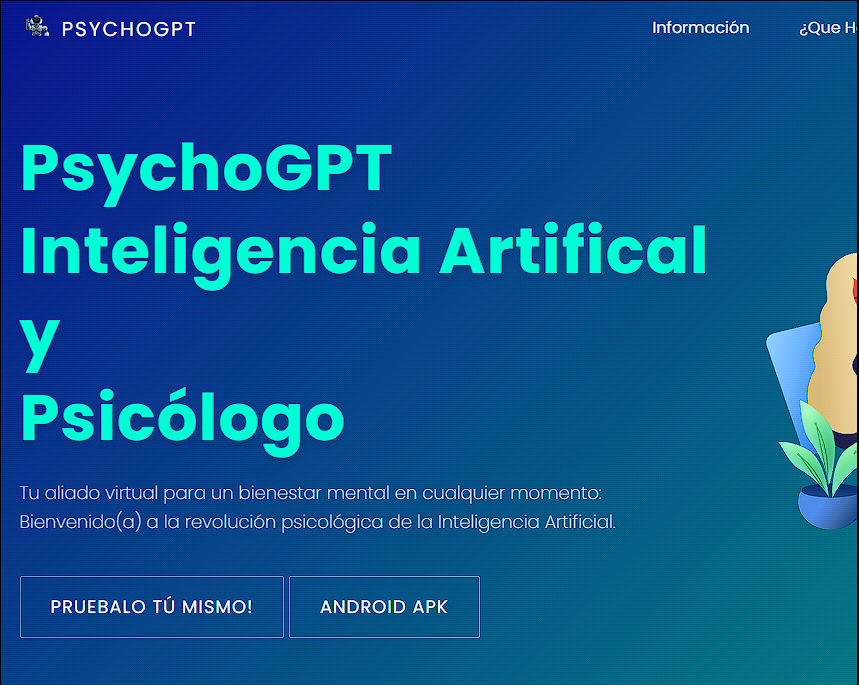 PSYCHOGPT
Información
¿Que H
PsychoGPT
Inteligencia Artifical
y
Psicólogo
Tu aliado virtual para un bienestar mental en cualquier momento:
Bienvenido(a) a la revolución psicológica de la Inteligencia Artificial.
PRUEBALO TÚ MISMO!
ANDROID APK